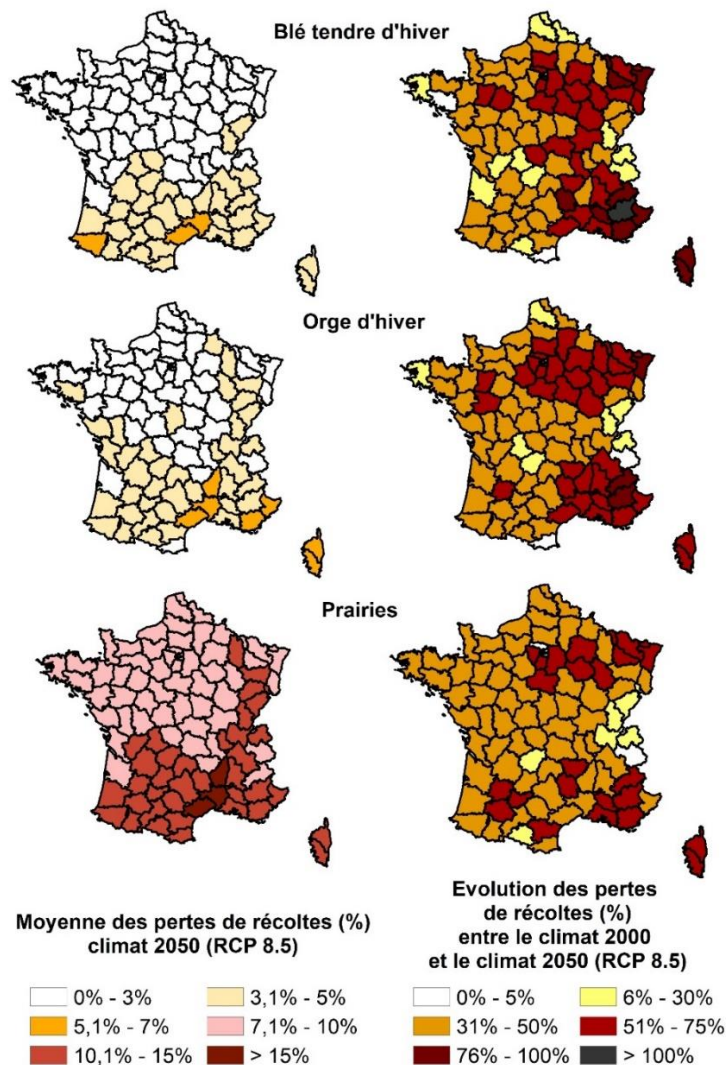 Blé tendre d'hiver
Orge d'hiver
Prairies
Moyenne des pertes de récoltes (%)
climat 2050 (RCP 8.5)
0% - 3%
3,1% - 5%
5,1% - 7%
7,1% - 10%
10,1% - 15%
> 15%
Evolution des pertes
de récoltes (%)
entre le climat 2000
et le climat 2050 (RCP 8.5)
0% - 5%
6% - 30%
31% - 50%
51% - 75%
76% - 100%
> 100%